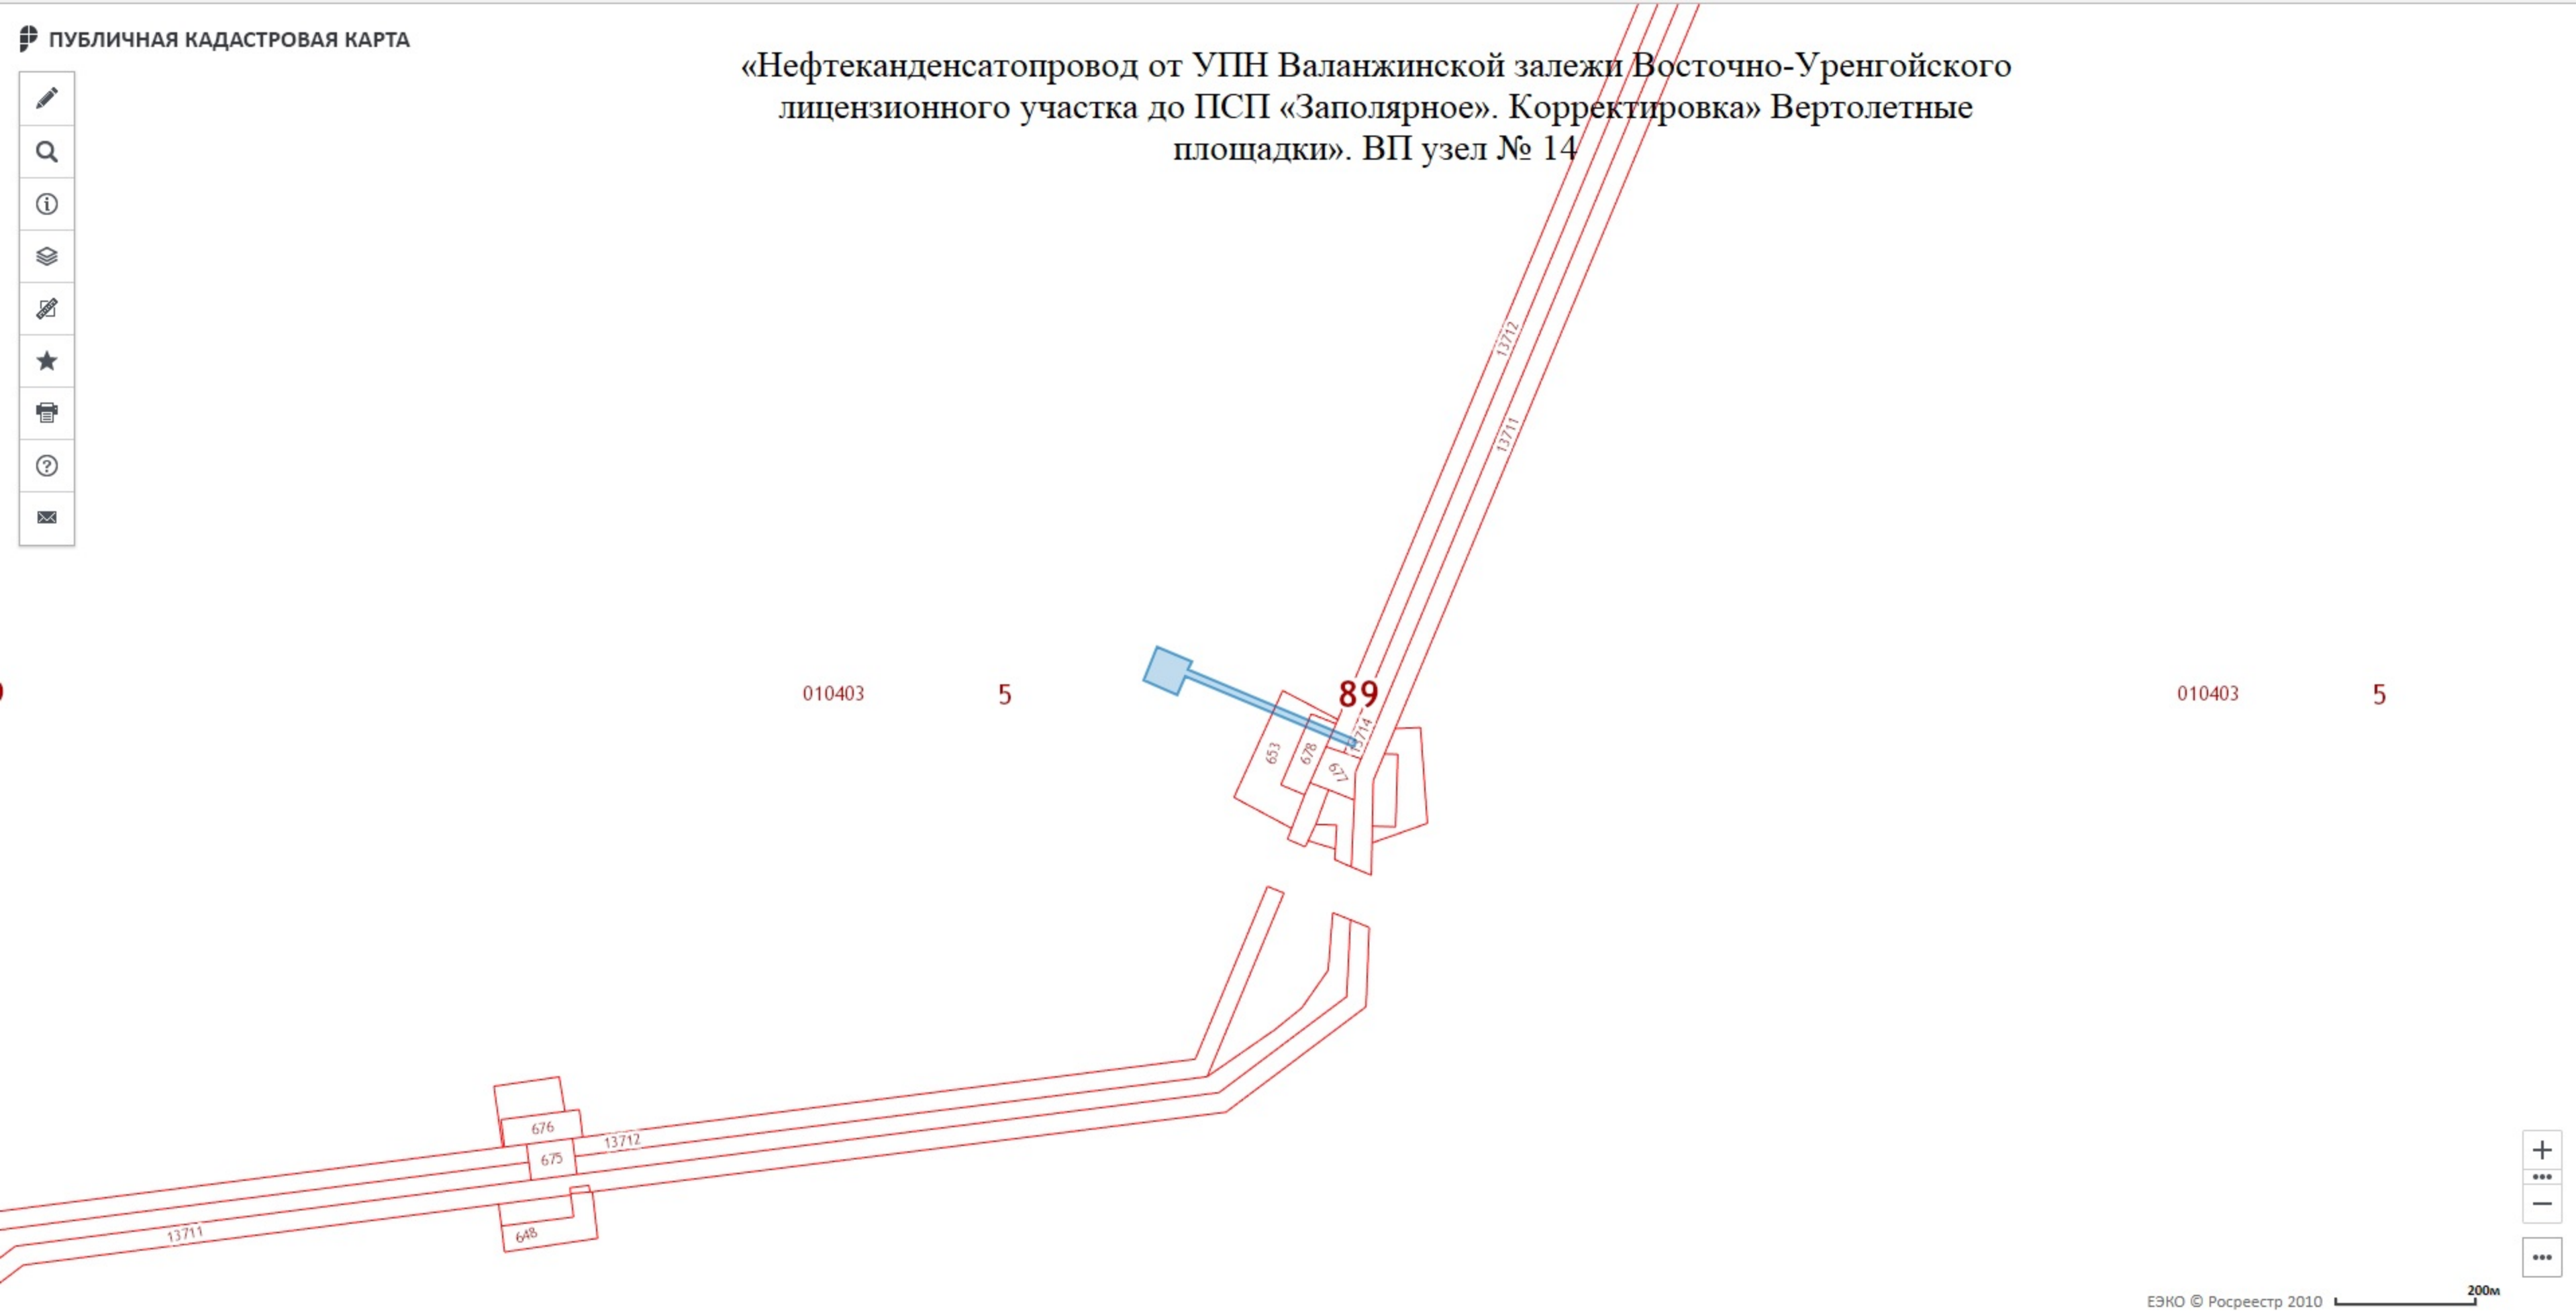 ПУБЛИЧНАЯ КАДАСТРОВАЯ КАРТА
«Нефтеканденсатопровод от УПН Валанжинской залежи Восточно-Уренгойского
лицензионного участка до ПСП «Заполярное». Корректировка» Вертолетные
площадки». ВП узел № 14
13712
13711
010403
5
89
010403
5
13714
653
678
677
676
13712
675
13711
648
200м
ЕЭКО © Росреестр 2010